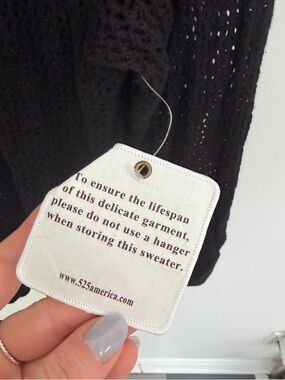 To ensure the lifespan
of this delicate garment,
please do not use a hanger
when storing this sweater.
www.525america.com